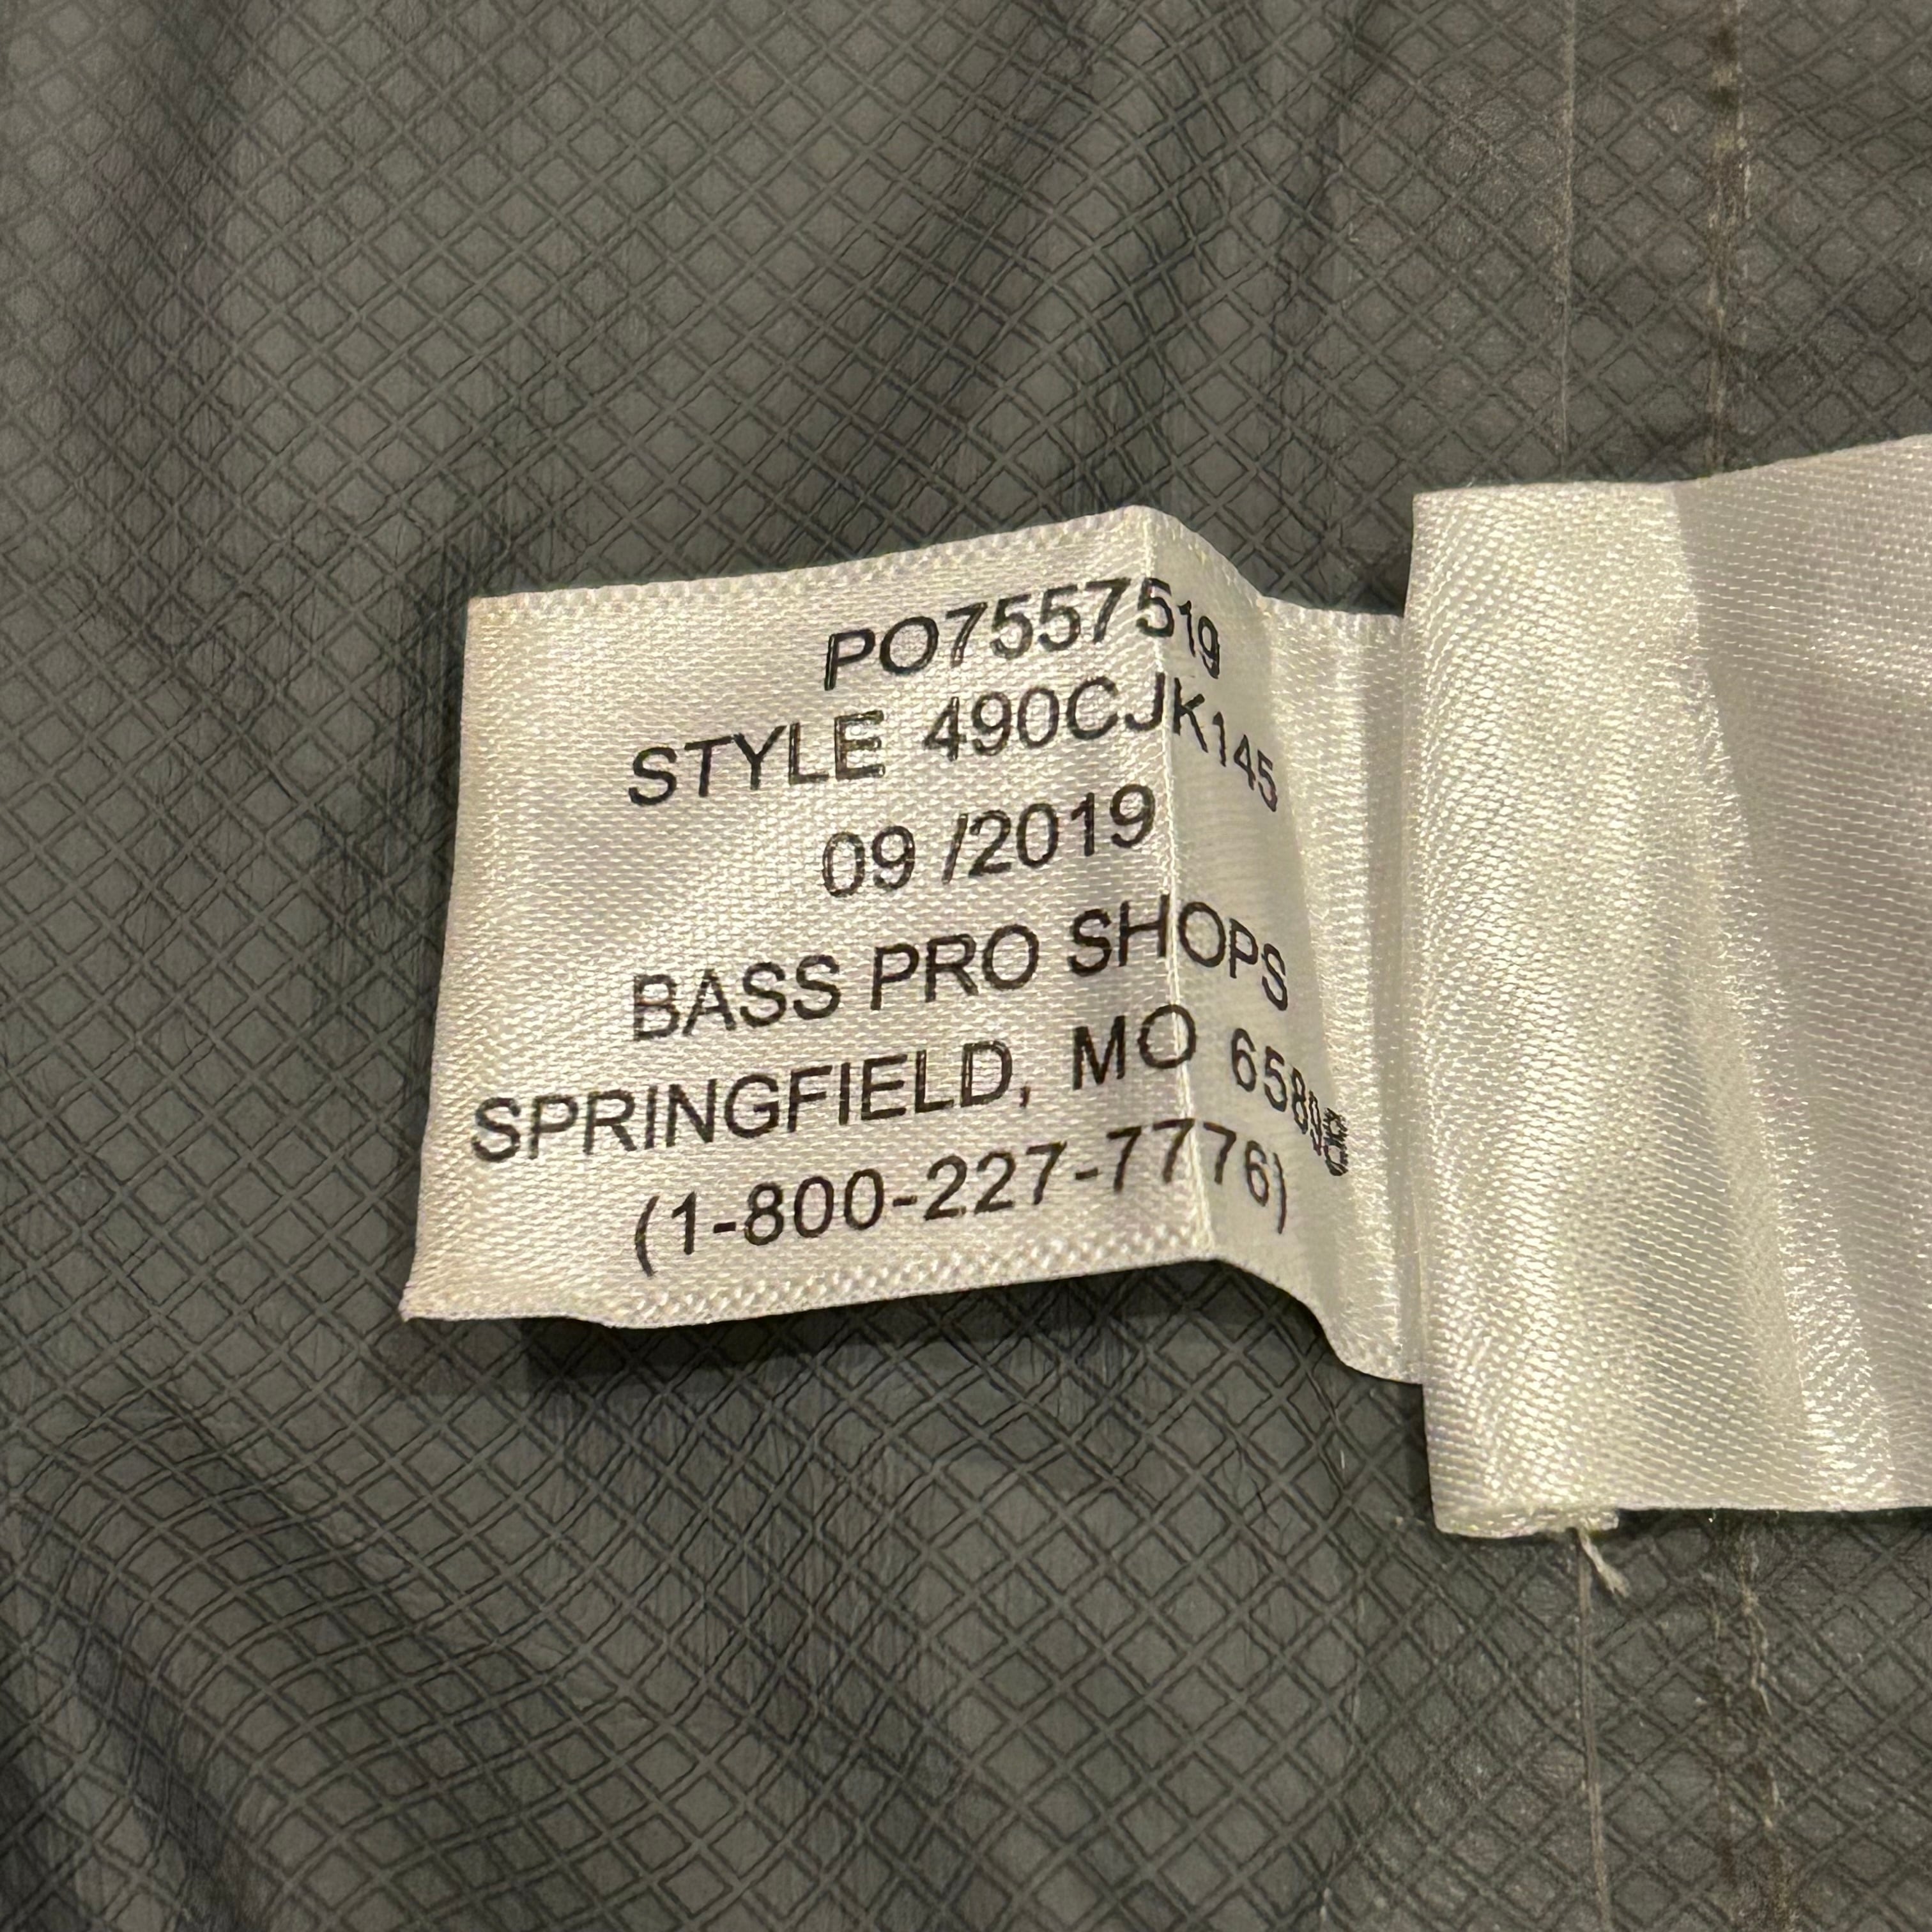 PO7557519
STYLE 490CJK145
09 /2019
BASS PRO SHOPS
SPRINGFIELD, MO 65898
(1-800-227-7776)